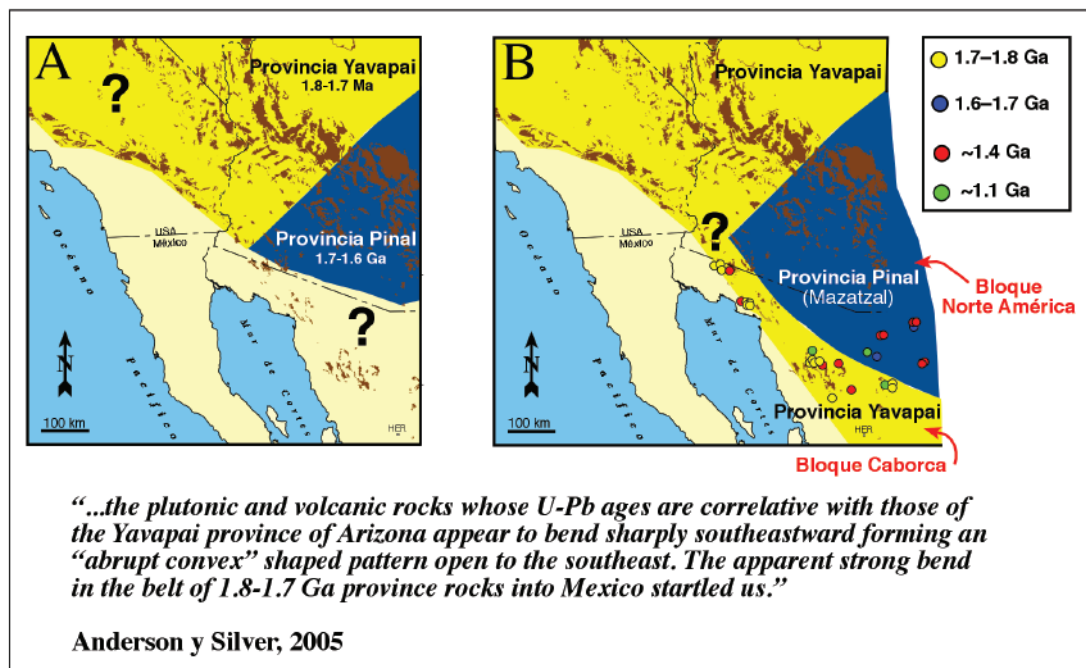 A
Provincia Yavapai
1.8-1.7 Ma
?
Océano
Pacífico
USA
México
Provincia Pinal
1.7-1.6 Ga
?
Mar de Cortes
N
100 km
HER
B
Provincia Yavapai
?
USA
México
Océano
Pacífico
Provincia Pinal
(Mazatzal)
Mar de Cortes
Provincia Yavapai
N
100 km
HER
1.7–1.8 Ga
1.6–1.7 Ga
~1.4 Ga
~1.1 Ga
Bloque
Norte América
Bloque Caborca
“...the plutonic and volcanic rocks whose U-Pb ages are correlative with those of
the Yavapai province of Arizona appear to bend sharply southeastward forming an
“abrupt convex” shaped pattern open to the southeast. The apparent strong bend
in the belt of 1.8-1.7 Ga province rocks into Mexico startled us.”
Anderson y Silver, 2005